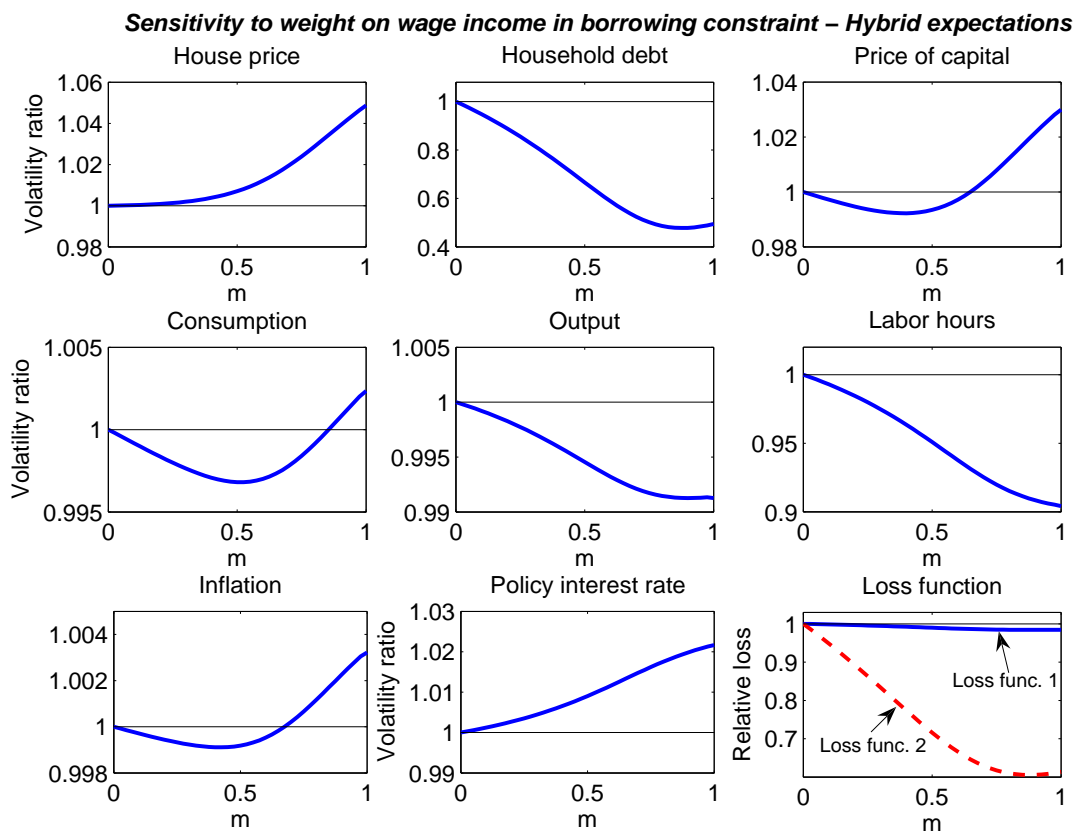 Sensitivity to weight on wage income in borrowing constraint – Hybrid expectations
House price
Volatility ratio
1.06
1.04
1.02
1
0.98
0
0.5
1
m
Household debt
1
0.8
0.6
0.4
0
0.5
1
m
Price of capital
1.04
1.02
1
0.98
0
0.5
1
m
Consumption
Volatility ratio
1.005
1
0.995
0
0.5
1
m
Output
1.005
1
0.995
0.99
0
0.5
1
m
Labor hours
1
0.95
0.9
0
0.5
1
m
Inflation
1.006
1.004
1.002
1
0.998
0
0.5
1
m
Policy interest rate
Volatility ratio
1.03
1.02
1.01
1
0.99
0
0.5
1
m
Loss function
Relative loss
1
0.9
0.8
0.7
Loss func. 1
Loss func. 2
0
0.5
1
m